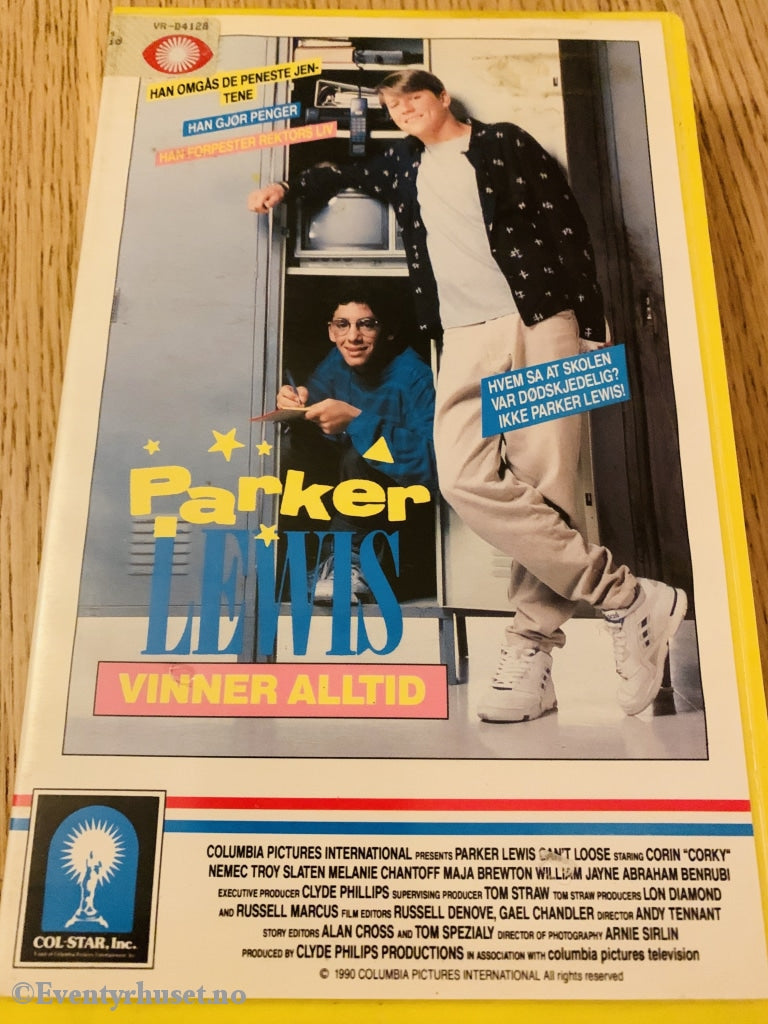 VR-D4128
HAN OMGÅS DE PENESTE JEN-
TENE
HAN GJØR PENGER
HAN FORPESTER REKTORS LIV
HVEM SA AT SKOLEN
VAR DØDSKJEDELIG?
IKKE PARKER LEWIS!
Parker
LEWIS
VINNER ALLTID
COLUMBIA PICTURES INTERNATIONAL PRESENTS PARKER LEWIS CAN'T LOOSE STARING CORIN "CORKY"
NEMEC TROY SLATEN MELANIE CHANTOFF MAJA BREWTON WILLIAM JAYNE ABRAHAM BENRUBI
EXECUTIVE PRODUCER CLYDE PHILLIPS SUPERVISING PRODUCER TOM STRAW TOM STRAW PRODUCERS LON DIAMOND
AND RUSSELL MARCUS FILM EDITORS RUSSELL DENOVE, GAEL CHANDLER DIRECTOR ANDY TENNANT
STORY EDITORS ALAN CROSS AND TOM SPEZIALY DIRECTOR OF PHOTOGRAPHY ARNIE SIRLIN
PRODUCED BY CLYDE PHILIPS PRODUCTIONS IN ASSOCIATION WITH columbia pictures television
© 1990 COLUMBIA PICTURES INTERNATIONAL All rights reserved
COL-STAR, Inc.
©Eventyrhuset.no